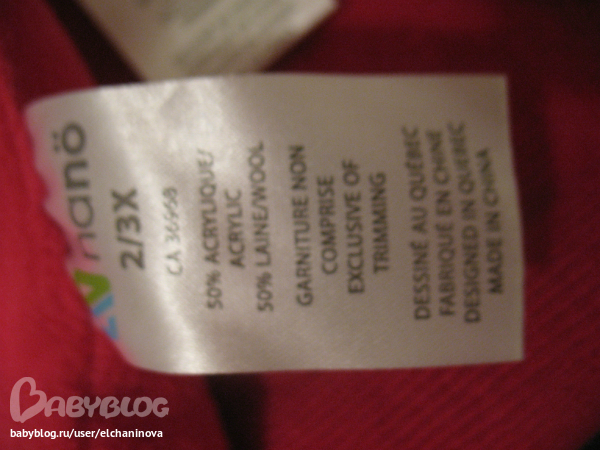 nanö
2/3X
CA 36968
50% ACRYLIQUE/
ACRYLIC
50% LAINE/WOOL
GARNITURE NON
COMPRISE
EXCLUSIVE OF
TRIMMING
DESSINÉ AU QUÉBEC
FABRIQUÉ EN CHINE
DESIGNED IN QUEBEC
MADE IN CHINA
BABYBLOG
babyblog.ru/user/elchaninova